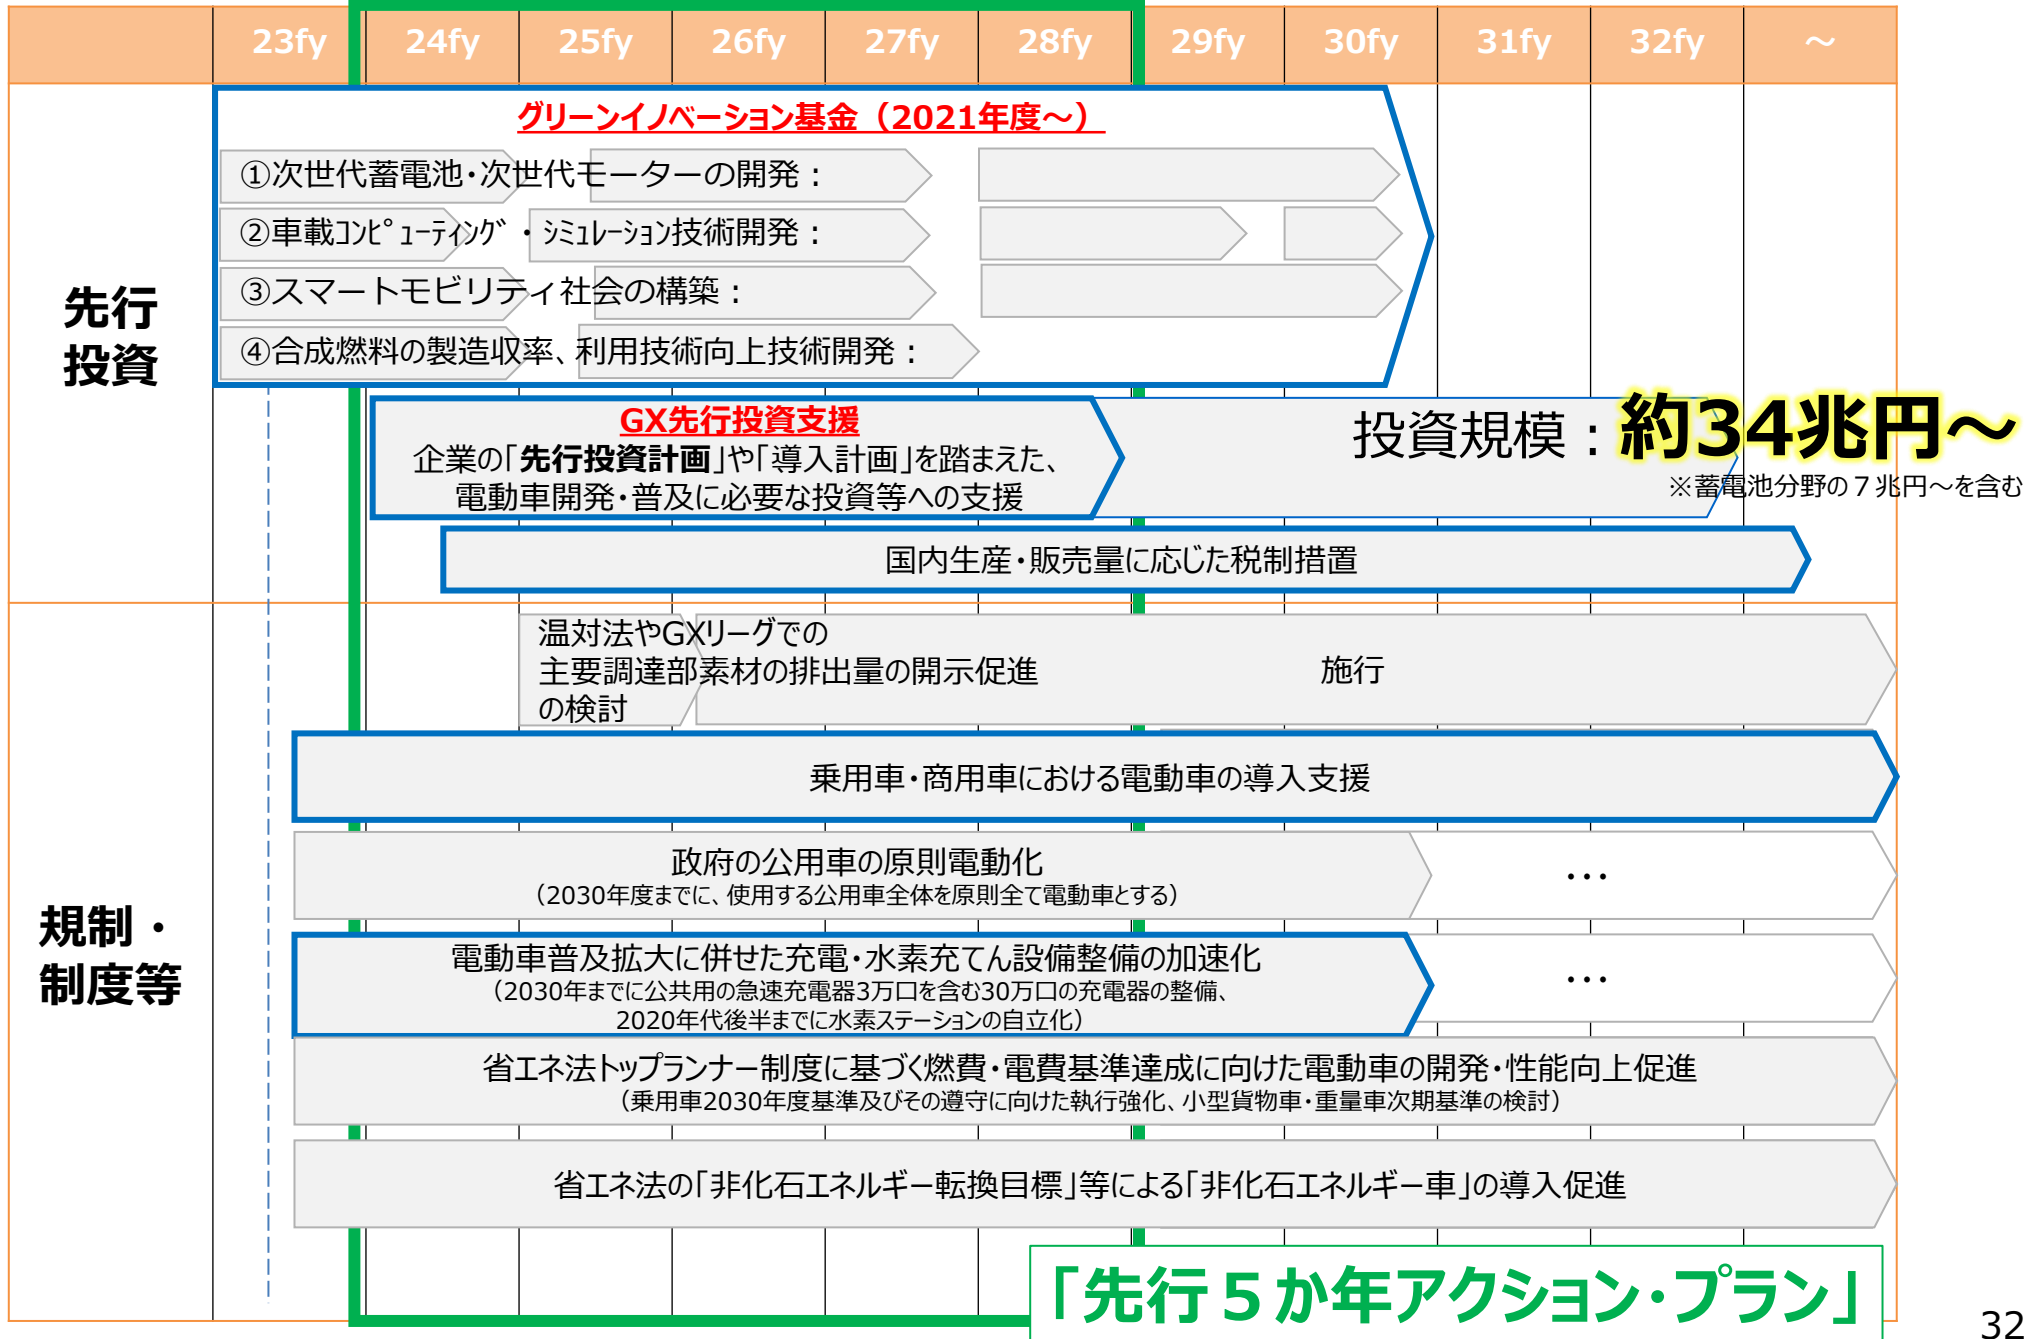 23fy 24fy 25fy 26fy 27fy 28fy 29fy 30fy 31fy 32fy ～
先行
投資
グリーンイノベーション基金（2021年度～）
①次世代蓄電池・次世代モーターの開発：
②車載ｺﾝﾋﾟｭｰﾃｨﾝｸﾞ・ｼﾐｭﾚｰｼｮﾝ技術開発：
③スマートモビリティ社会の構築：
④合成燃料の製造収率、利用技術向上技術開発：
GX先行投資支援
企業の「先行投資計画」や「導入計画」を踏まえた、
電動車開発・普及に必要な投資等への支援
投資規模：約34兆円～
※蓄電池分野の７兆円～を含む
国内生産・販売量に応じた税制措置
規制・
制度等
温対法やGXリーグでの
主要調達部素材の排出量の開示促進
の検討
施行
乗用車・商用車における電動車の導入支援
政府の公用車の原則電動化
（2030年度までに、使用する公用車全体を原則全て電動車とする）
…
電動車普及拡大に併せた充電・水素充てん設備整備の加速化
（2030年までに公共用の急速充電器3万口を含む30万口の充電器の整備、
2020年代後半までに水素ステーションの自立化）
…
省エネ法トップランナー制度に基づく燃費・電費基準達成に向けた電動車の開発・性能向上促進
（乗用車2030年度基準及びその遵守に向けた執行強化、小型貨物車・重量車次期基準の検討）
省エネ法の「非化石エネルギー転換目標」等による「非化石エネルギー車」の導入促進
「先行５か年アクション・プラン」
32